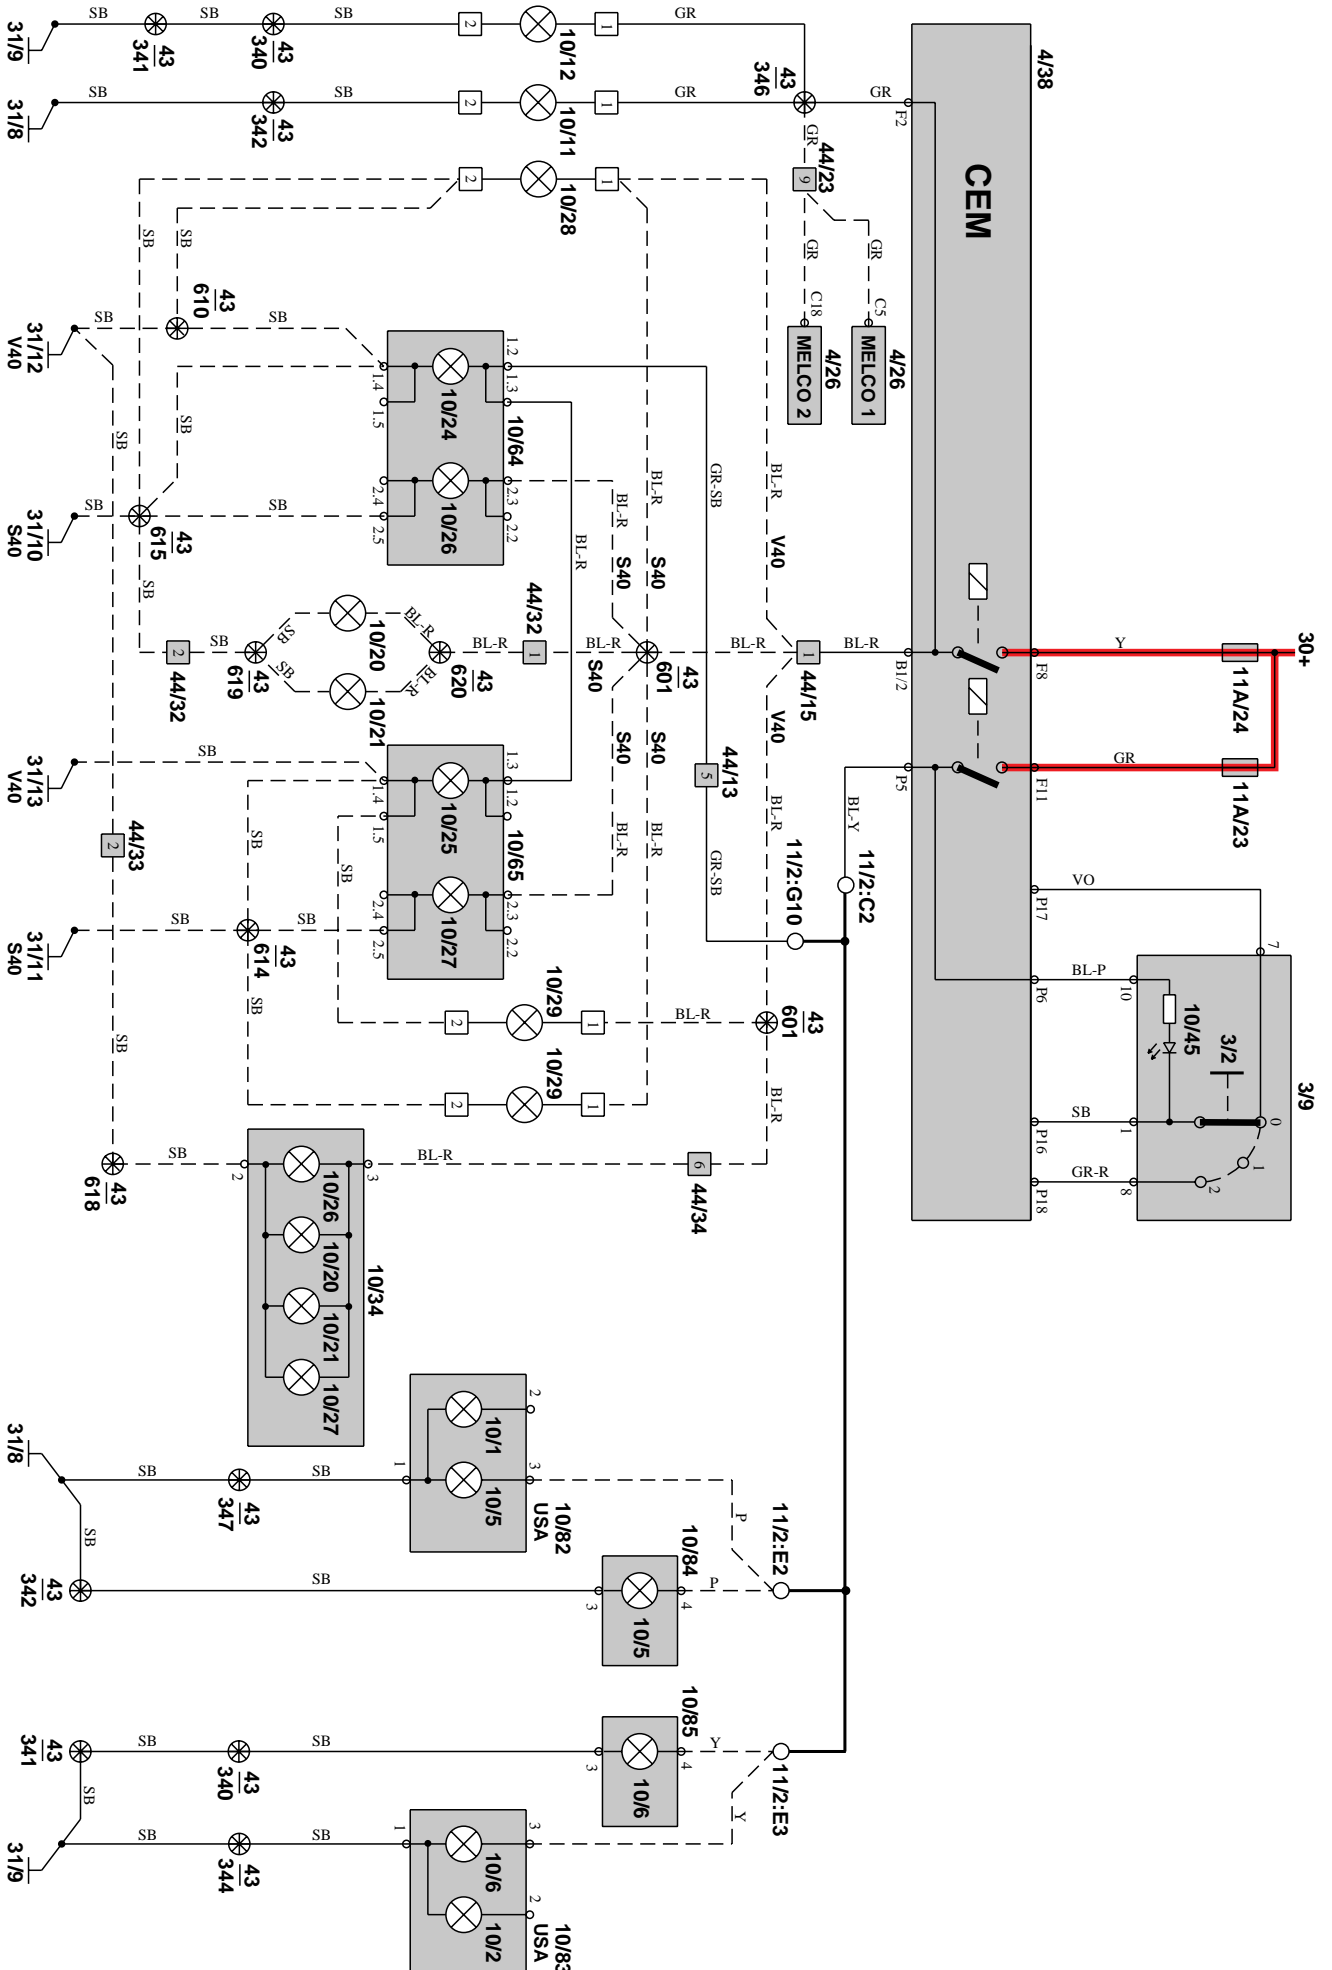 4/38
CEM
30+
11A/24
11A/23
Y
GR
F8
F11
VO
P17
7
BL-P
P6
10
10/45
3/2
3/9
0
1
2
SB
P16
1
GR-R
P18
8
31/9
SB
43
341
SB
43
340
SB
2
10/12
1
GR
43
346
GR
F2
31/8
SB
43
342
SB
2
10/11
1
GR
GR
44/23
9
GR
GR
C18
C5
MELCO 2
4/26
MELCO 1
4/26
2
10/28
1
SB
SB
43
610
31/12
V40
SB
SB
SB
SB
1.4
1.5
10/24
1.2
1.3
10/64
2.4
2.5
10/26
2.3
2.2
31/10
S40
SB
43
615
SB
SB
GR-SB
BL-R
BL-R
BL-R
BL-R
V40
S40
S40
44/32
2
SB
43
619
SB
SB
10/20
10/21
BL-R
BL-R
43
620
BL-R
44/32
1
BL-R
S40
43
601
BL-R
44/15
1
BL-R
B1/2
P5
31/13
V40
SB
44/33
2
SB
SB
1.4
1.5
10/25
1.3
1.2
10/65
2.4
2.5
10/27
2.3
2.2
S40
S40
V40
BL-R
BL-R
BL-R
44/13
5
GR-SB
BL-Y
11/2:G10
11/2:C2
31/11
S40
SB
43
614
SB
SB
SB
2
10/29
1
BL-R
43
601
2
10/29
1
BL-R
43
618
SB
2
3
BL-R
6
44/34
10/26
10/20
10/21
10/27
10/34
31/8
SB
43
347
SB
1
10/1
10/5
2
3
10/82
USA
P
11/2:E2
SB
43
342
SB
3
10/5
4
10/84
P
43
341
SB
43
340
SB
3
10/6
4
10/85
Y
11/2:E3
SB
31/9
SB
43
344
SB
1
10/6
10/2
3
2
10/83
USA
Y